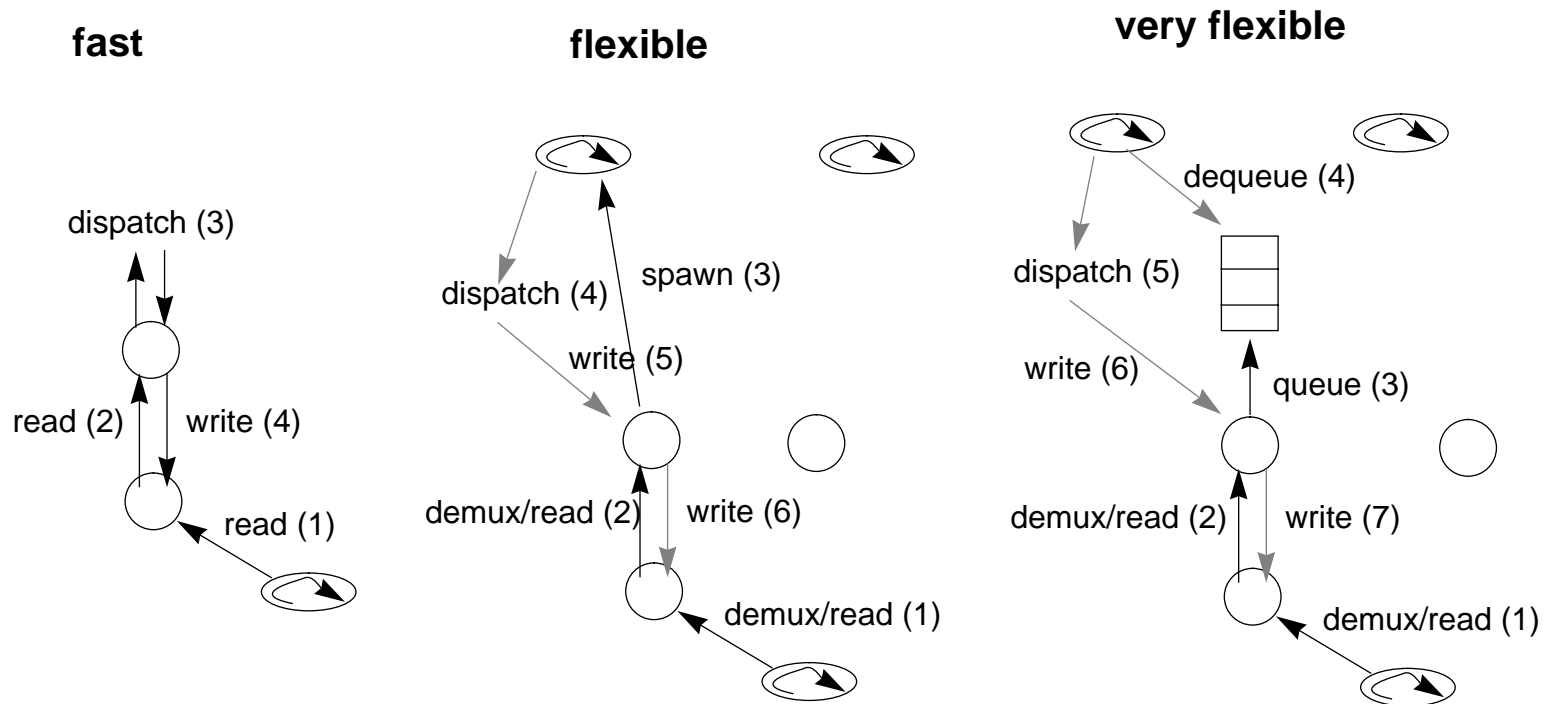 fast
dispatch (3)
read (2)
write (4)
read (1)
flexible
spawn (3)
dispatch (4)
write (5)
demux/read (2)
write (6)
demux/read (1)
very flexible
dequeue (4)
dispatch (5)
write (6)
queue (3)
demux/read (2)
write (7)
demux/read (1)